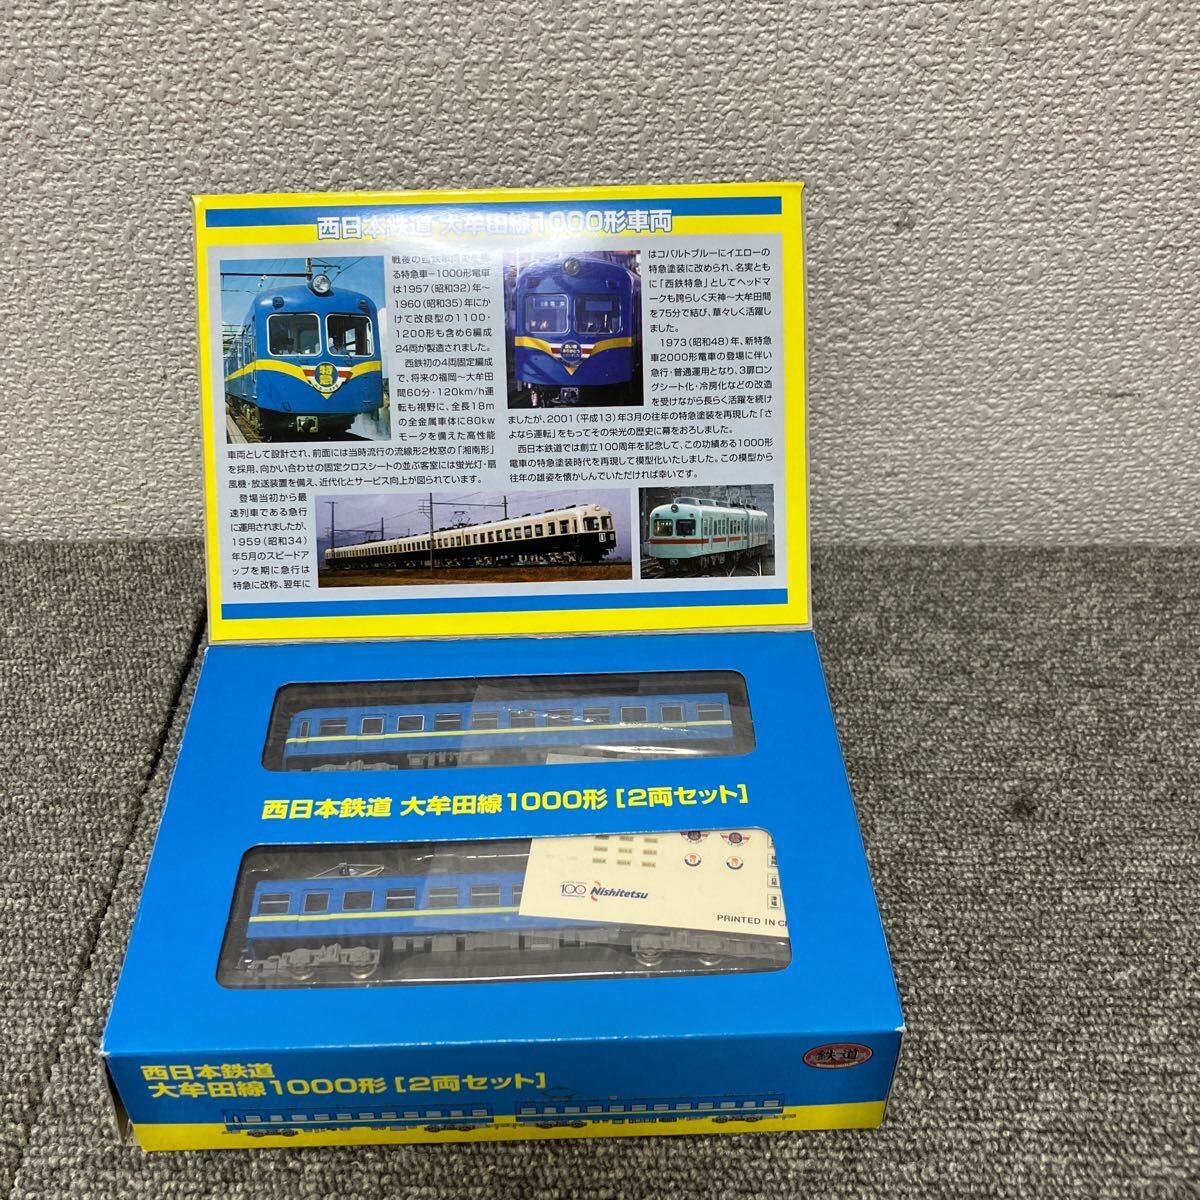 西日本鉄道 大牟田線1000形車両
戦後の
る特急車−1000形電車
は1957(昭和32)年〜
1960(昭和35)年にか
けて改良型の1100・
1200形も含め6編成
24両が製造されました。
西鉄初の4両固定編成
で、将来の福岡〜大牟田
間60分・120km/h運
転も視野に、全長18m
の全金属車体に80kw
モータを備えた高性能
車両として設計され、前面には当時流行の流線形2枚窓の「湘南形」
を採用、向かい合わせの固定クロスシートの並ぶ客室には蛍光灯・扇
風機・放送装置を備え、近代化とサービス向上が図られています。
登場当初から最
速列車である急行
に運用されましたが、
1959(昭和34)
年5月のスピードア
ップを期に急行は
特急に改称、翌年に
はコバルトブルーにイエローの
特急塗装に改められ、名実とも
に「西鉄特急」としてヘッドマ
ークも誇らしく天神〜大牟田間
を75分で結び、華々しく活躍し
ました。
1973(昭和48)年、新特急
車2000形電車の登場に伴い
急行・普通運用となり、3扉ロン
グシート化・冷房化などの改造
を受けながら長らく活躍を続け
ましたが、2001(平成13)年3月の往年の特急塗装を再現した「さ
よなら運転」をもってその栄光の歴史に幕をおろしました。
西日本鉄道では創立100周年を記念して、この功績ある1000形
電車の特急塗装時代を再現して模型化いたしました。この模型から
往年の雄姿を懐かしんでいただければ幸いです。
特急
西日本鉄道 大牟田線1000形 [2両セット]
100
Nishitetsu
PRINTED IN C
西日本鉄道
大牟田線1000形 [2両セット]
鉄道